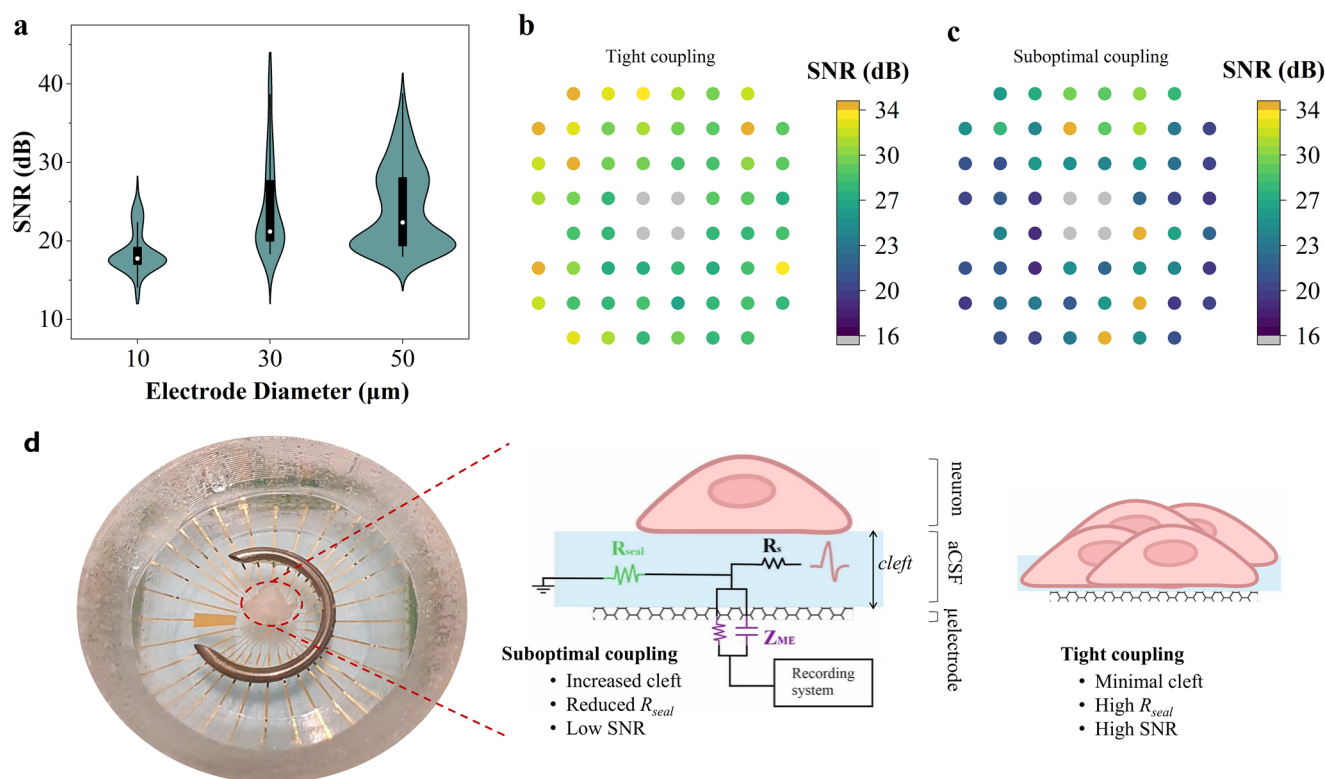 a
SNR (dB)
40
30
20
10
10
30
50
Electrode Diameter (µm)
b
Tight coupling
SNR (dB)
34
30
27
23
20
16
c
Suboptimal coupling
SNR (dB)
34
30
27
23
20
16
d
Rseal
Rs
cleft
neuron
aCSF
µelectrode
ZME
Recording
system
Suboptimal coupling
• Increased cleft
• Reduced Rseal
• Low SNR
Tight coupling
• Minimal cleft
• High Rseal
• High SNR